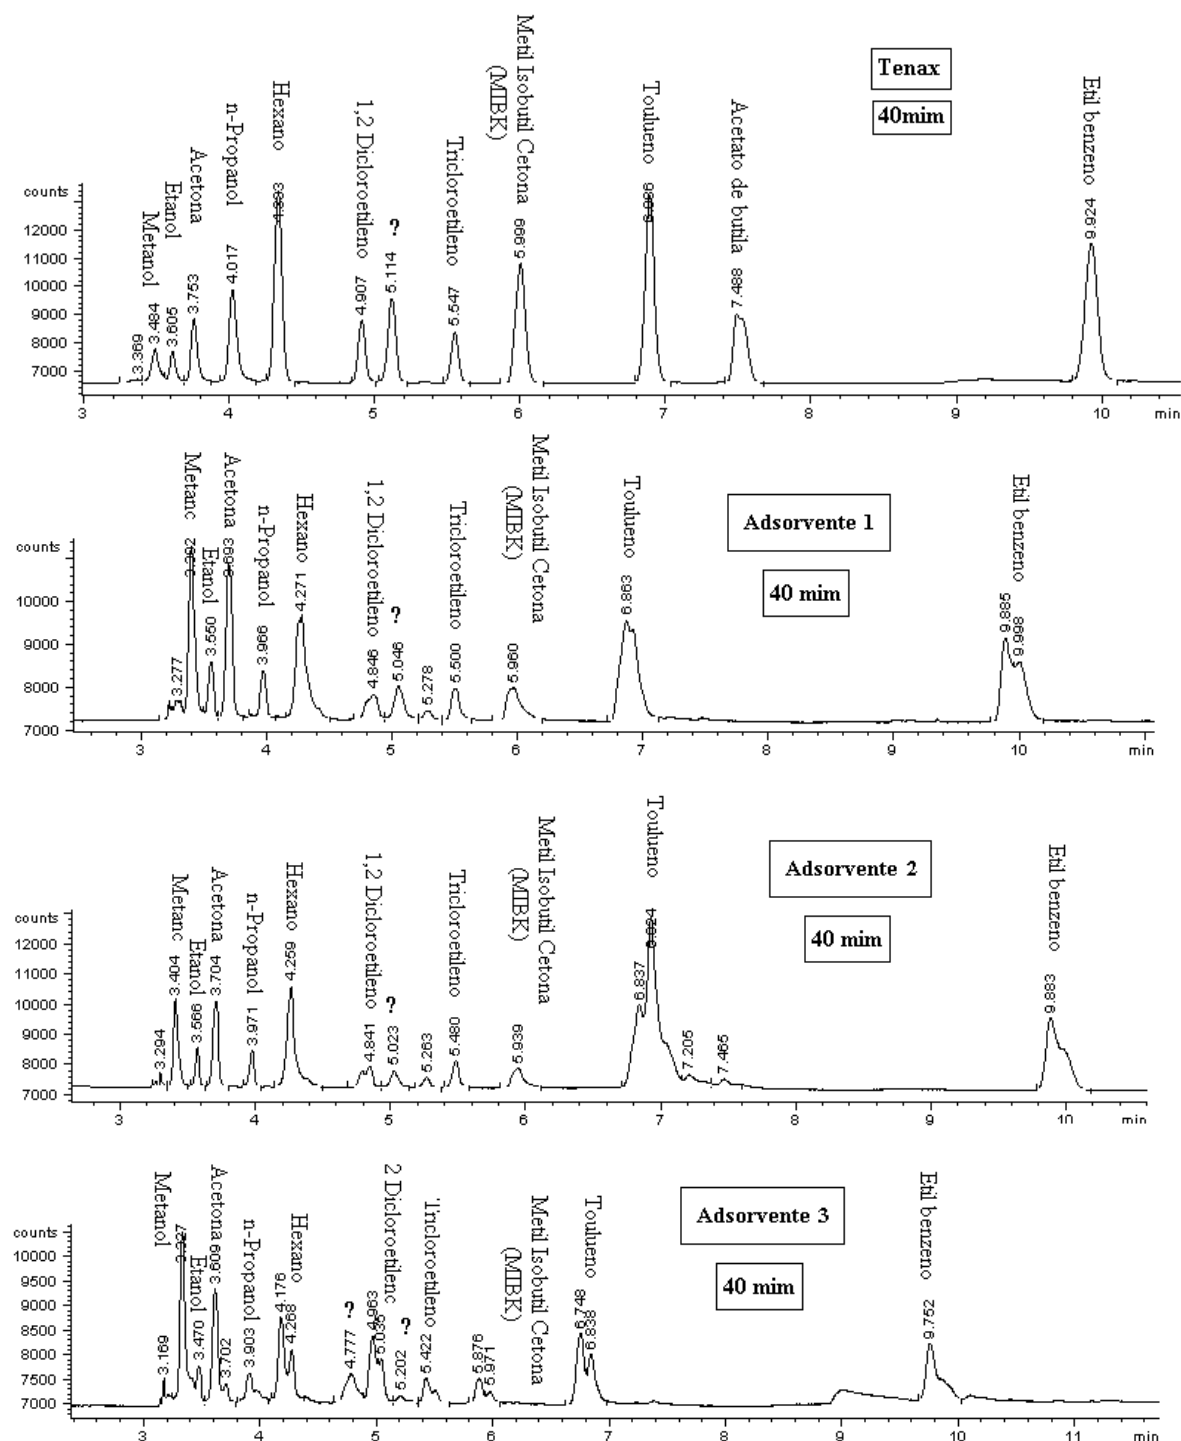 Tenax
40mim
counts
12000
11000
10000
9000
8000
7000
3.369
Metanol 3.484
Etanol 3.605
Acetona 3.753
n-Propanol 4.017
Hexano
1,2 Dicloroetileno 4.907
? 5.114
Tricloroetileno 5.547
Metil Isobutil Cetona
(MIBK)
5.999
Toulueno
Acetato de butila 7.488
Etil benzeno 9.924
3 4 5 6 7 8 9 10 min
Adsorvente 1
40 mim
counts
10000
9000
8000
7000
3.277
Metanc
Etanol 3.550
Acetona
n-Propanol 3.966
Hexano 4.271
1,2 Dicloroetileno 4.846
? 5.046
5.278
Tricloroetileno 5.500
Metil Isobutil Cetona
(MIBK)
5.960
Toulueno 6.863
Etil benzeno 9.885
9.998
3 4 5 6 7 8 9 10 min
Adsorvente 2
40 mim
counts
12000
11000
10000
9000
8000
7000
3.294
Metanc 3.404
Etanol 3.566
Acetona 3.704
n-Propanol 3.971
Hexano 4.259
1,2 Dicloroetileno 4.841
? 5.023
5.263
Tricloroetileno 5.480
Metil Isobutil Cetona
(MIBK)
5.939
6.837
Toulueno
7.205
7.465
Etil benzeno 9.883
3 4 5 6 7 8 9 10 min
Adsorvente 3
40 mim
counts
10000
9500
9000
8500
8000
7500
7000
3.169
Metanol
Etanol 3.470
Acetona 3.609
3.702
n-Propanol 3.903
4.176
Hexano 4.268
? 4.777
4.963
2 Dicloroetilenc 5.035
? 5.202
Tricloroetileno 5.422
5.876
5.971
Metil Isobutil Cetona
(MIBK)
6.748
Toulueno 6.838
Etil benzeno 9.752
3 4 5 6 7 8 9 10 11 min